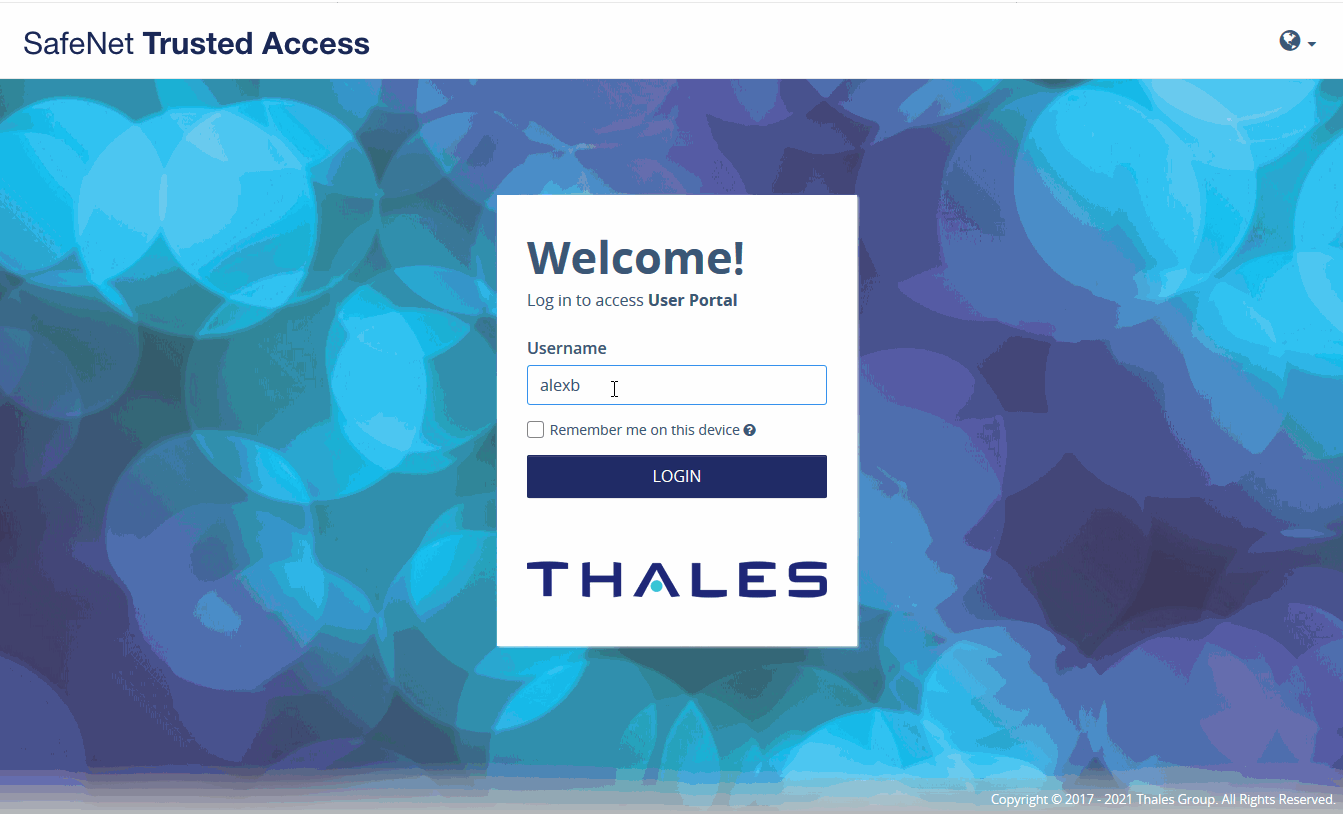 SafeNet Trusted Access
Welcome!
Log in to access User Portal
Username
alexb
Remember me on this device
LOGIN
THALES
Copyright © 2017 - 2021 Thales Group. All Rights Reserved.